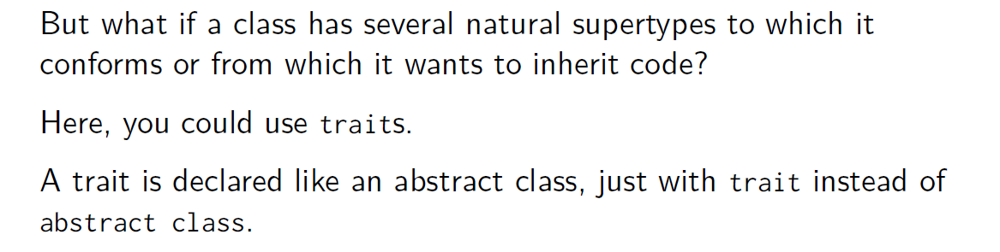 But what if a class has several natural supertypes to which it
conforms or from which it wants to inherit code?
Here, you could use traits.
A trait is declared like an abstract class, just with trait instead of
abstract class.